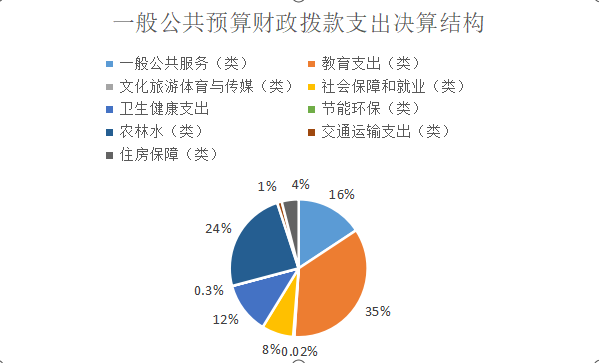 一般公共预算财政拨款支出决算结构
一般公共服务（类） 教育支出（类）
文化旅游体育与传媒（类） 社会保障和就业（类）
卫生健康支出 节能环保（类）
农林水（类） 交通运输支出（类）
住房保障（类）
1% 4%
16%
24%
0.3%
35%
12%
8% 0.02%